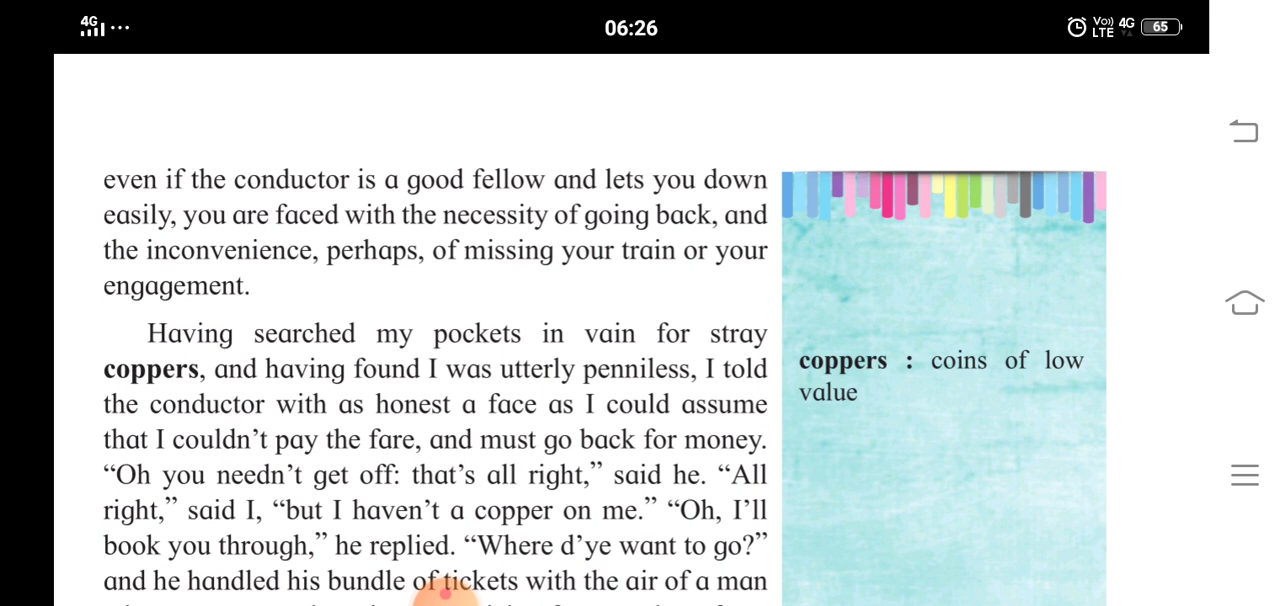 4G
06:26
Vo) 4G
LTE
65
even if the conductor is a good fellow and lets you down
easily, you are faced with the necessity of going back, and
the inconvenience, perhaps, of missing your train or your
engagement.
Having searched my pockets in vain for stray
coppers, and having found I was utterly penniless, I told
the conductor with as honest a face as I could assume
that I couldn’t pay the fare, and must go back for money.
“Oh you needn’t get off: that’s all right,” said he. “All
right,” said I, “but I haven’t a copper on me.” “Oh, I’ll
book you through,” he replied. “Where d’ye want to go?”
and he handled his bundle of tickets with the air of a man
coppers : coins of low
value